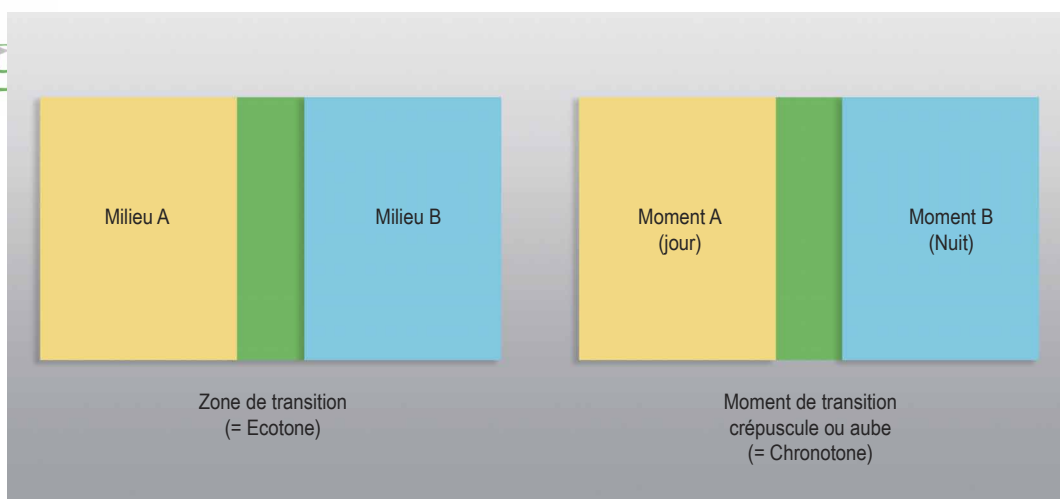 Milieu A
Milieu B
Zone de transition
(= Ecotone)
Moment A
(jour)
Moment B
(Nuit)
Moment de transition
crépuscule ou aube
(= Chronotone)